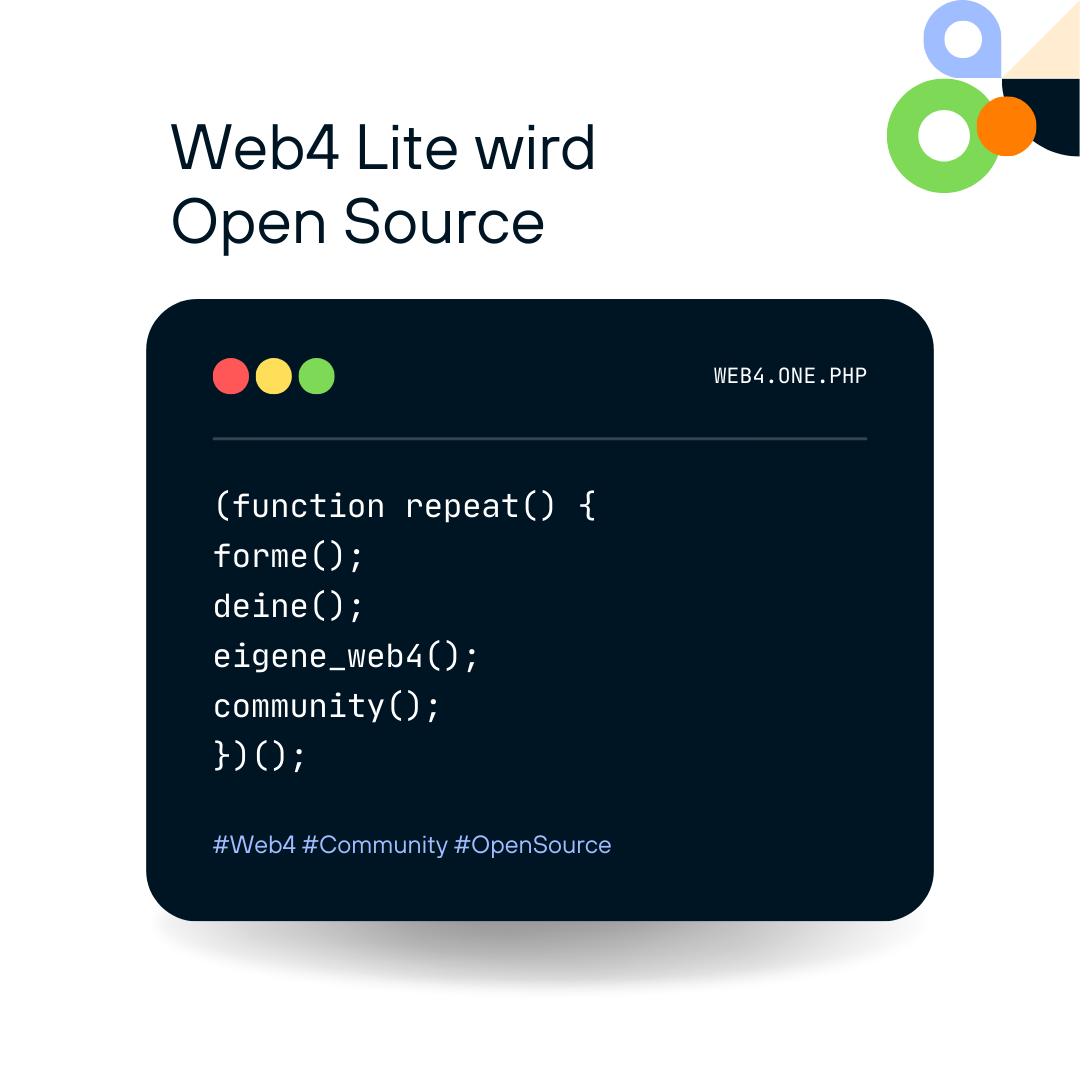 Web4 Lite wird
Open Source
WEB4.ONE.PHP
(function repeat() {
forme();
deine();
eigene_web4();
community();
})();
#Web4 #Community #OpenSource